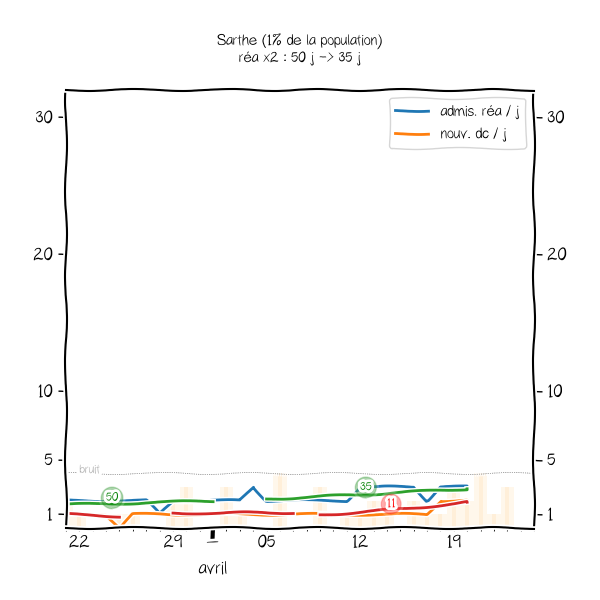 Sarthe (1% de la population)
réa x2 : 50 j -> 35 j
admis. réa / j
nouv. dc / j
30 30
20 20
10 10
5 5
bruit
50 35 11
1 1
22 29 1 05 12 19
avril